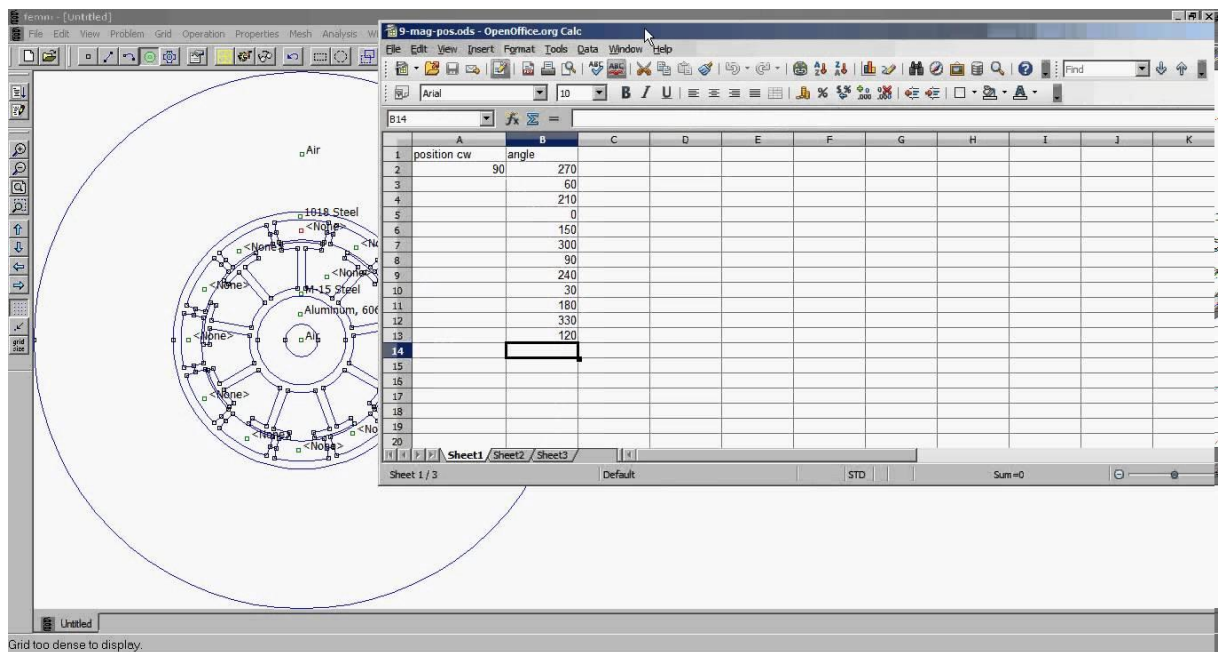 femm - [Untitled]
File Edit View Problem Grid Operation Properties Mesh Analysis
9-mag-pos.ods - OpenOffice.org Calc
File Edit View Insert Format Tools Data Window Help
Find
Arial 10 B I U
B14
A B C D E F G H I J K
1 position cw angle
2 90 270
3 60
4 210
5 0
6 150
7 300
8 90
9 240
10 30
11 180
12 330
13 120
14
15
16
17
18
19
20
Sheet1 Sheet2 Sheet3
Sheet 1 / 3 Default STD Sum=0
Air
1018 Steel
<None>
<None>
<None>
<None>
M-15 Steel
Aluminum, 606
<None>
Air
<None>
<None>
<None>
grid size
Untitled
Grid too dense to display.